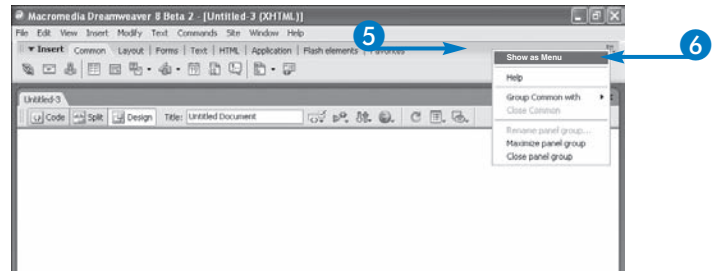 Macromedia Dreamweaver 8 Beta 2 - [Untitled-3 (XHTML)]
File Edit View Insert Modify Text Commands Site Window Help
5
▼ Insert Common Layout | Forms | Text | HTML | Application | Flash elements | Favorites
Show as Menu
6
Help
Group Common with
Close Common
Rename panel group...
Maximize panel group
Close panel group
Untitled-3
Code Split Design Title: Untitled Document